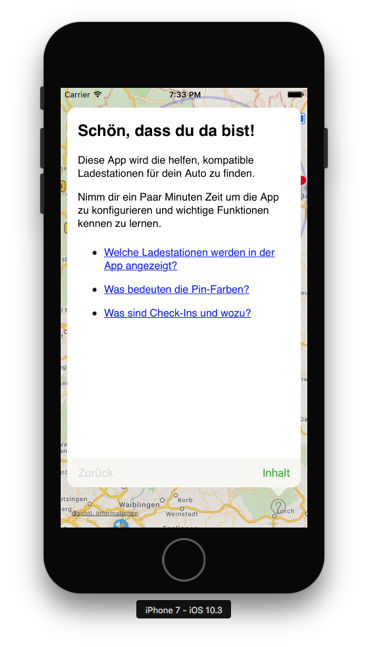 Carrier 7:33 PM
Schön, dass du da bist!
Diese App wird die helfen, kompatible
Ladestationen für dein Auto zu finden.
Nimm dir ein Paar Minuten Zeit um die App
zu konfigurieren und wichtige Funktionen
kennen zu lernen.
• Welche Ladestationen werden in der
App angezeigt?
• Was bedeuten die Pin-Farben?
• Was sind Check-Ins und wozu?
Zurück Inhalt
Korb
Waiblingen
Weinstadt
Rechtl. Informationen
iPhone 7 - iOS 10.3